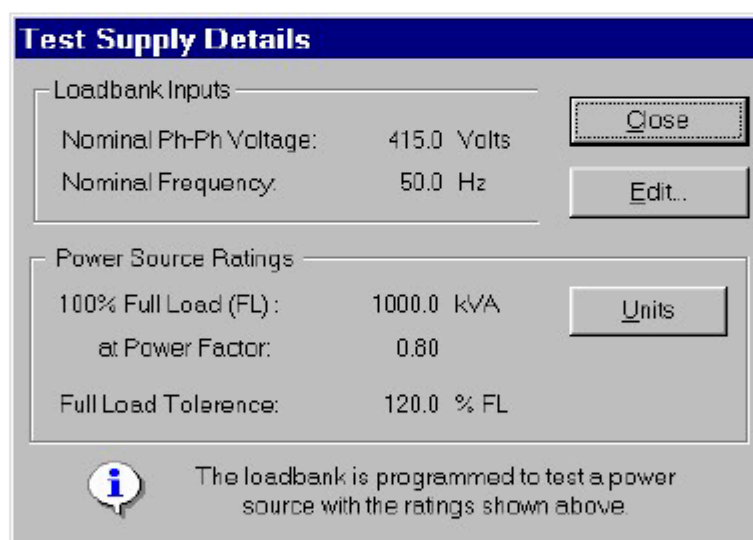 Test Supply Details
Loadbank Inputs
Nominal Ph-Ph Voltage: 415.0 Volts
Nominal Frequency: 50.0 Hz
Close
Edit...
Power Source Ratings
100% Full Load (FL) : 1000.0 kVA
at Power Factor: 0.80
Full Load Tolerence: 120.0 % FL
Units
The loadbank is programmed to test a power
source with the ratings shown above.